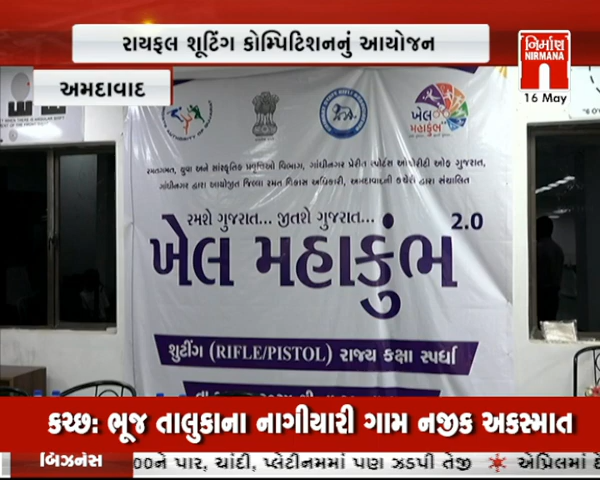 રાયફલ શૂટિંગ કોમ્પિટિશનનું આયોજન
નિર્માણ
NIRMANA
16 May
અમદાવાદ
ખેલ
મહાકુંભ
રમતગમત, યુવા અને સાંસ્કૃતિક પ્રવૃત્તિઓ વિભાગ, ગાંધીનગર પ્રેરીત સ્પોર્ટસ ઓથોરીટી ઓફ ગુજરાત,
ગાંધીનગર દ્વારા આયોજીત જિલ્લા રમત વિકાસ અધિકારી, અમદાવાદની કચેરી દ્વારા સંચાલિત
રમશે ગુજરાત... જીતશે ગુજરાત...
2.0
ખેલ મહાકુંભ
શુટીંગ (RIFLE/PISTOL) રાજ્ય કક્ષા સ્પર્ધા
કચ્છ: ભૂજ તાલુકાના નાગીયારી ગામ નજીક અકસ્માત
બિઝનેસ
00ને પાર, ચાંદી, પ્લેટીનમમાં પણ ઝડપી તેજી
એપ્રિલમાં